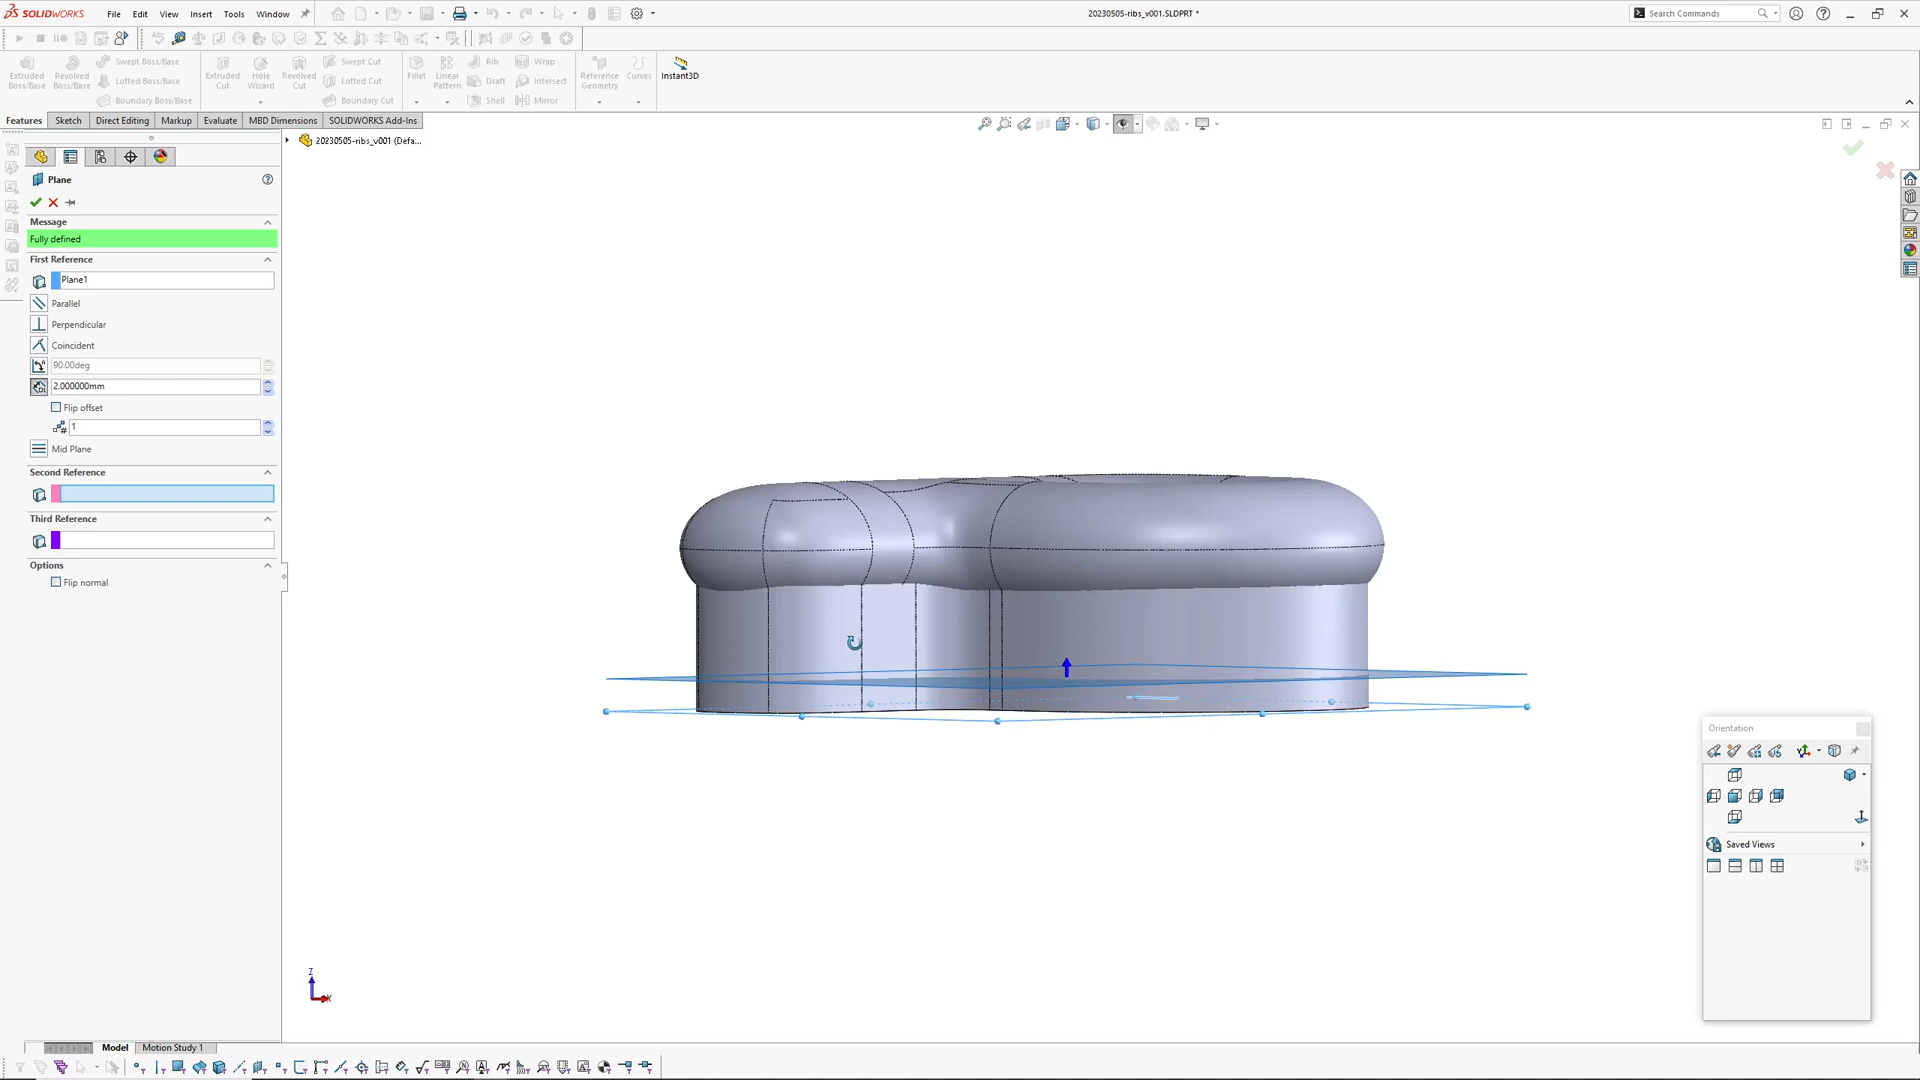 SOLIDWORKS File Edit View Insert Tools Window 20230505-ribs_v001.SLDPRT * Search Commands
Extruded Boss/Base Revolved Boss/Base Swept Boss/Base Lofted Boss/Base Boundary Boss/Base Extruded Cut Hole Wizard Revolved Cut Swept Cut Lofted Cut Boundary Cut Fillet Linear Pattern Rib Draft Shell Wrap Intersect Mirror Reference Geometry Curves Instant3D
Features Sketch Direct Editing Markup Evaluate MBD Dimensions SOLIDWORKS Add-Ins
20230505-ribs_v001 (Defa...
Plane
Message
Fully defined
First Reference
Plane1
Parallel
Perpendicular
Coincident
90.00deg
2.000000mm
Flip offset
1
Mid Plane
Second Reference
Third Reference
Options
Flip normal
Orientation
Saved Views
Z
X
Model Motion Study 1